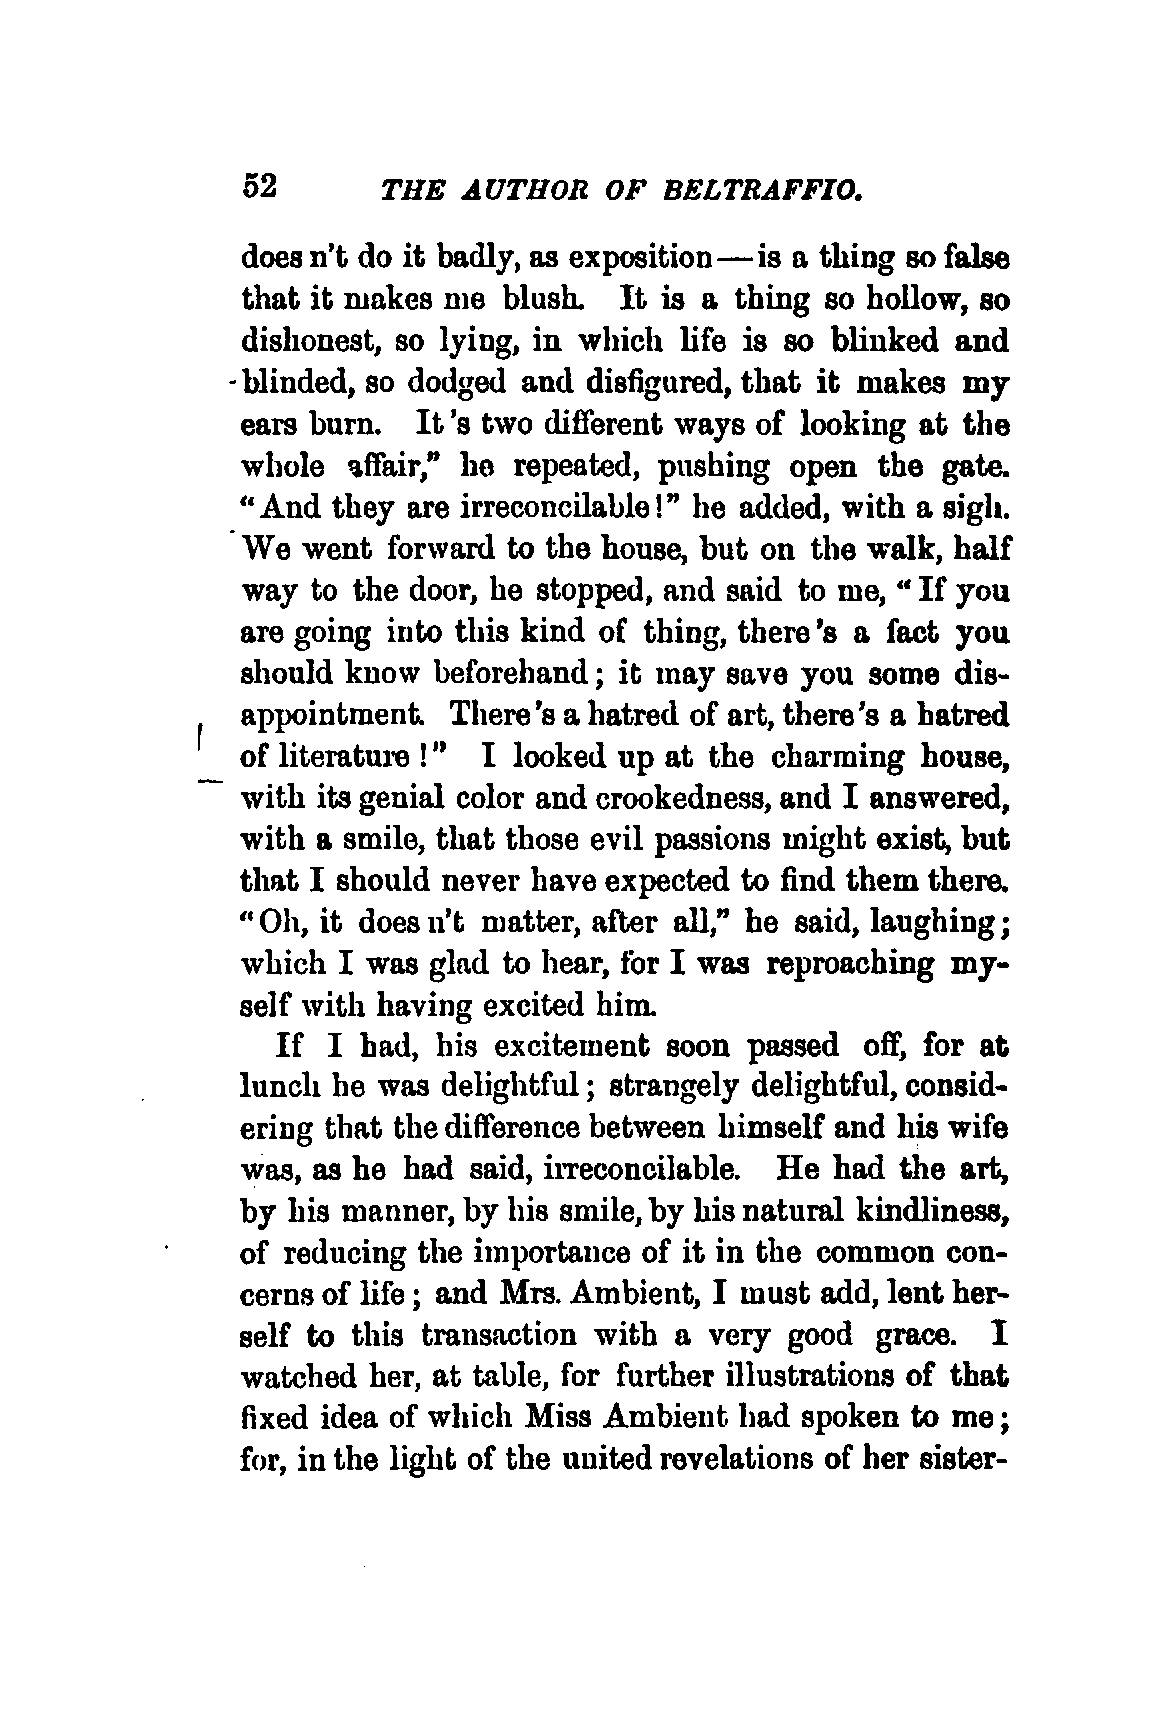 52 THE AUTHOR OF BELTRAFFIO.
does n't do it badly, as exposition—is a thing so false
that it makes me blush. It is a thing so hollow, so
dishonest, so lying, in which life is so blinked and
blinded, so dodged and disfigured, that it makes my
ears burn. It 's two different ways of looking at the
whole affair," he repeated, pushing open the gate.
"And they are irreconcilable!" he added, with a sigh.
We went forward to the house, but on the walk, half
way to the door, he stopped, and said to me, "If you
are going into this kind of thing, there 's a fact you
should know beforehand; it may save you some dis-
appointment. There 's a hatred of art, there 's a hatred
of literature!" I looked up at the charming house,
with its genial color and crookedness, and I answered,
with a smile, that those evil passions might exist, but
that I should never have expected to find them there.
"Oh, it does n't matter, after all," he said, laughing;
which I was glad to hear, for I was reproaching my-
self with having excited him.
If I had, his excitement soon passed off, for at
lunch he was delightful; strangely delightful, consid-
ering that the difference between himself and his wife
was, as he had said, irreconcilable. He had the art,
by his manner, by his smile, by his natural kindliness,
of reducing the importance of it in the common con-
cerns of life; and Mrs. Ambient, I must add, lent her-
self to this transaction with a very good grace. I
watched her, at table, for further illustrations of that
fixed idea of which Miss Ambient had spoken to me;
for, in the light of the united revelations of her sister-